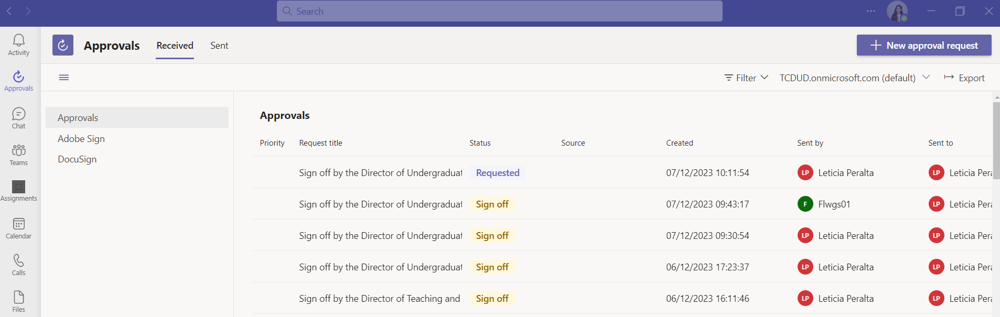 Search
Activity
Approvals
Chat
Teams
Assignments
Calendar
Calls
Files
Approvals Received Sent
New approval request
Filter TCDUD.onmicrosoft.com (default) Export
Approvals
Adobe Sign
DocuSign
Approvals
Priority Request title Status Source Created Sent by Sent to
Sign off by the Director of Undergraduat Requested 07/12/2023 10:11:54 LP Leticia Peralta LP Leticia Pera
Sign off by the Director of Undergraduat Sign off 07/12/2023 09:43:17 F Flwgs01 LP Leticia Pera
Sign off by the Director of Undergraduat Sign off 07/12/2023 09:30:54 LP Leticia Peralta LP Leticia Pera
Sign off by the Director of Undergraduat Sign off 06/12/2023 17:23:37 LP Leticia Peralta LP Leticia Pera
Sign off by the Director of Teaching and Sign off 06/12/2023 16:11:46 LP Leticia Peralta LP Leticia Pera